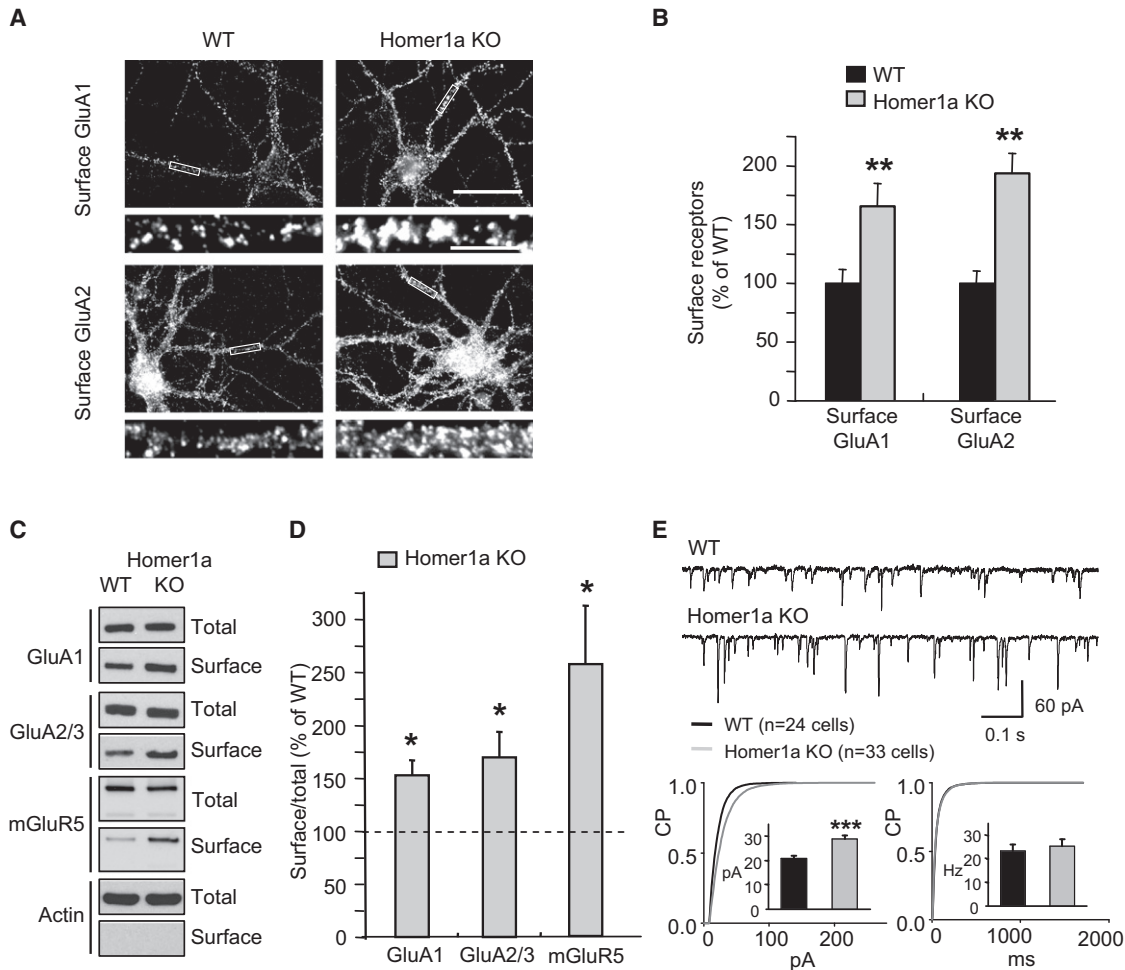 A
WT
Homer1a KO
Surface GluA1
Surface GluA2
B
WT
Homer1a KO
Surface receptors
(% of WT)
200
150
100
50
0
**
**
Surface
GluA1
Surface
GluA2
C
Homer1a
WT KO
GluA1
Total
Surface
GluA2/3
Total
Surface
mGluR5
Total
Surface
Actin
Total
Surface
D
Homer1a KO
Surface/total (% of WT)
300
250
200
150
100
50
0
*
*
*
GluA1 GluA2/3 mGluR5
E
WT
Homer1a KO
60 pA
0.1 s
WT (n=24 cells)
Homer1a KO (n=33 cells)
CP
1.0
0.5
0.0
0 100 200
pA
pA
30
20
10
0
***
CP
1.0
0.5
0.0
0 1000 2000
ms
Hz
30
20
10
0